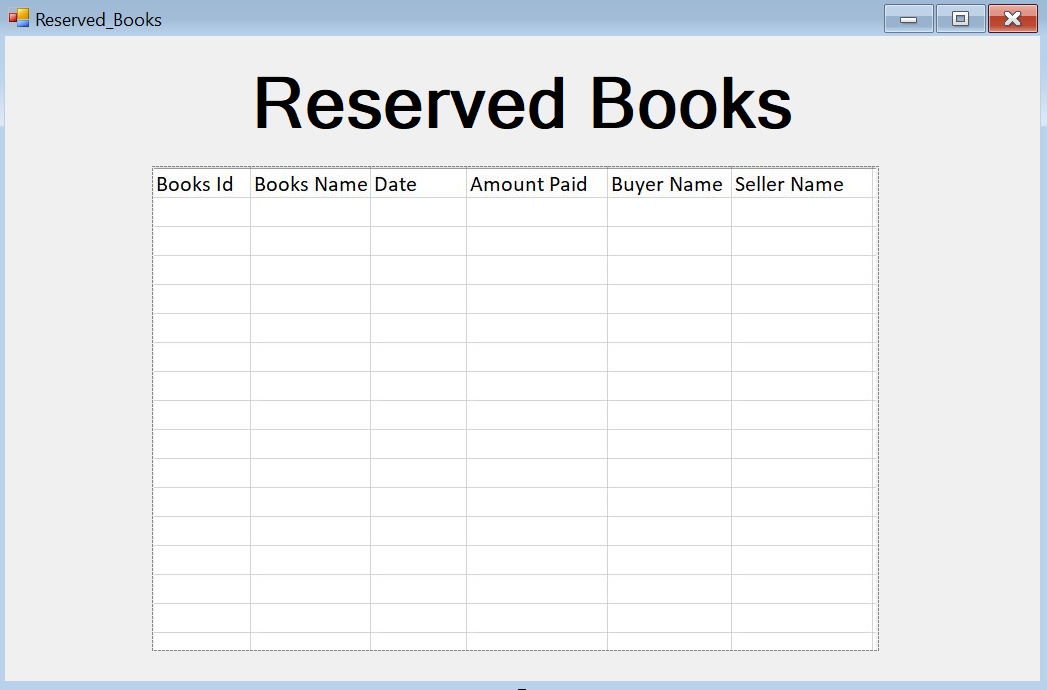 Reserved_Books
Reserved Books
Books Id Books Name Date Amount Paid Buyer Name Seller Name